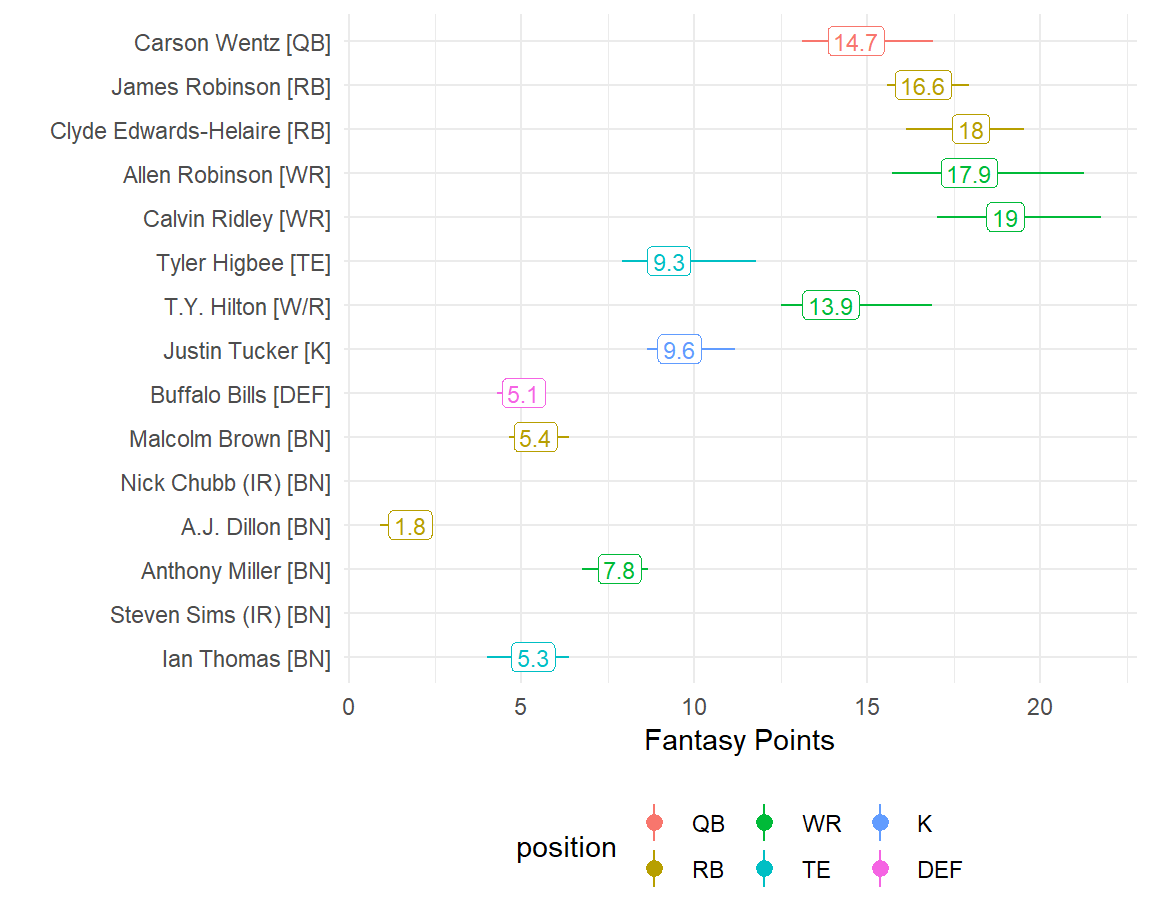 Carson Wentz [QB] 14.7
James Robinson [RB] 16.6
Clyde Edwards-Helaire [RB] 18
Allen Robinson [WR] 17.9
Calvin Ridley [WR] 19
Tyler Higbee [TE] 9.3
T.Y. Hilton [W/R] 13.9
Justin Tucker [K] 9.6
Buffalo Bills [DEF] 5.1
Malcolm Brown [BN] 5.4
Nick Chubb (IR) [BN]
A.J. Dillon [BN] 1.8
Anthony Miller [BN] 7.8
Steven Sims (IR) [BN]
Ian Thomas [BN] 5.3
0 5 10 15 20
Fantasy Points
position
QB WR K
RB TE DEF